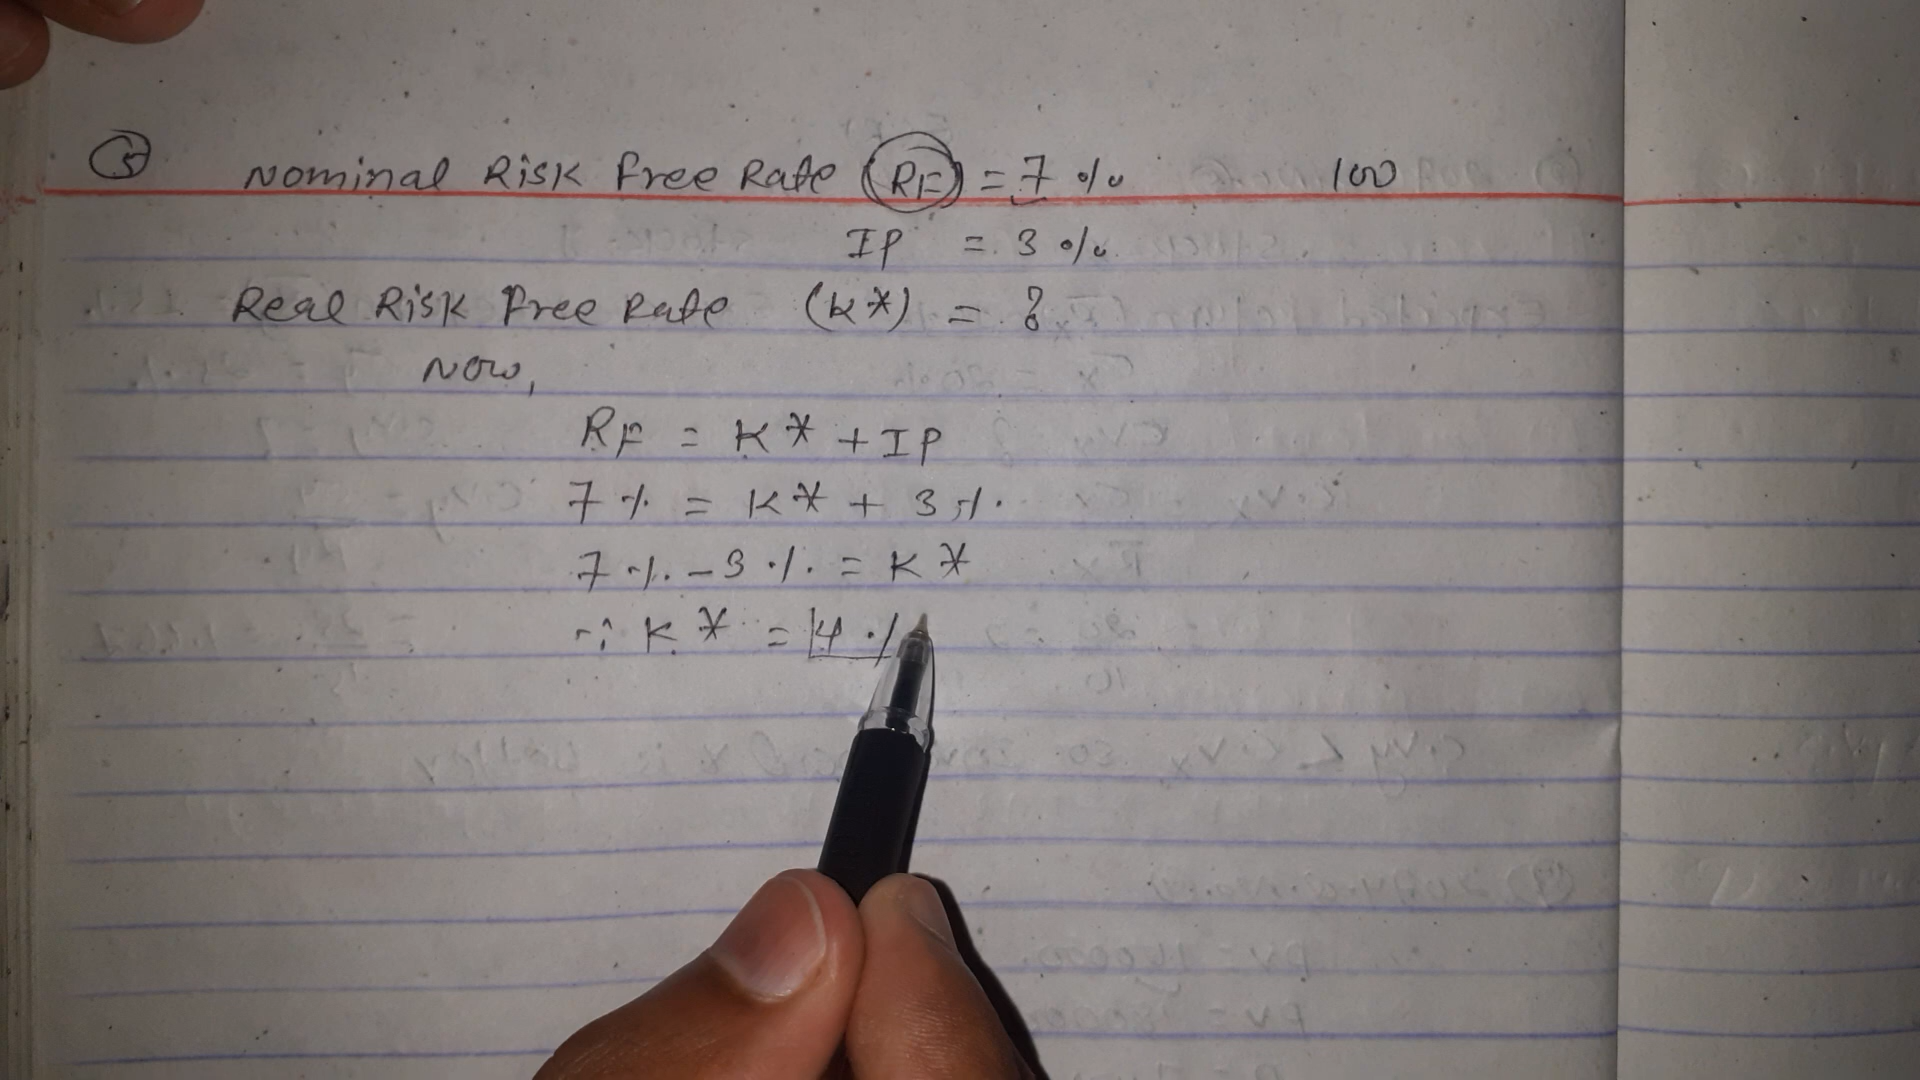 5 Nominal Risk free Rate (RF) = 7 % 100
IP = 3 %
Real Risk free Rate (K*) = ?
Now,
RF = K* + IP
7 % = K* + 3 %
7 % - 3 % = K*
∴ K* = 4 %